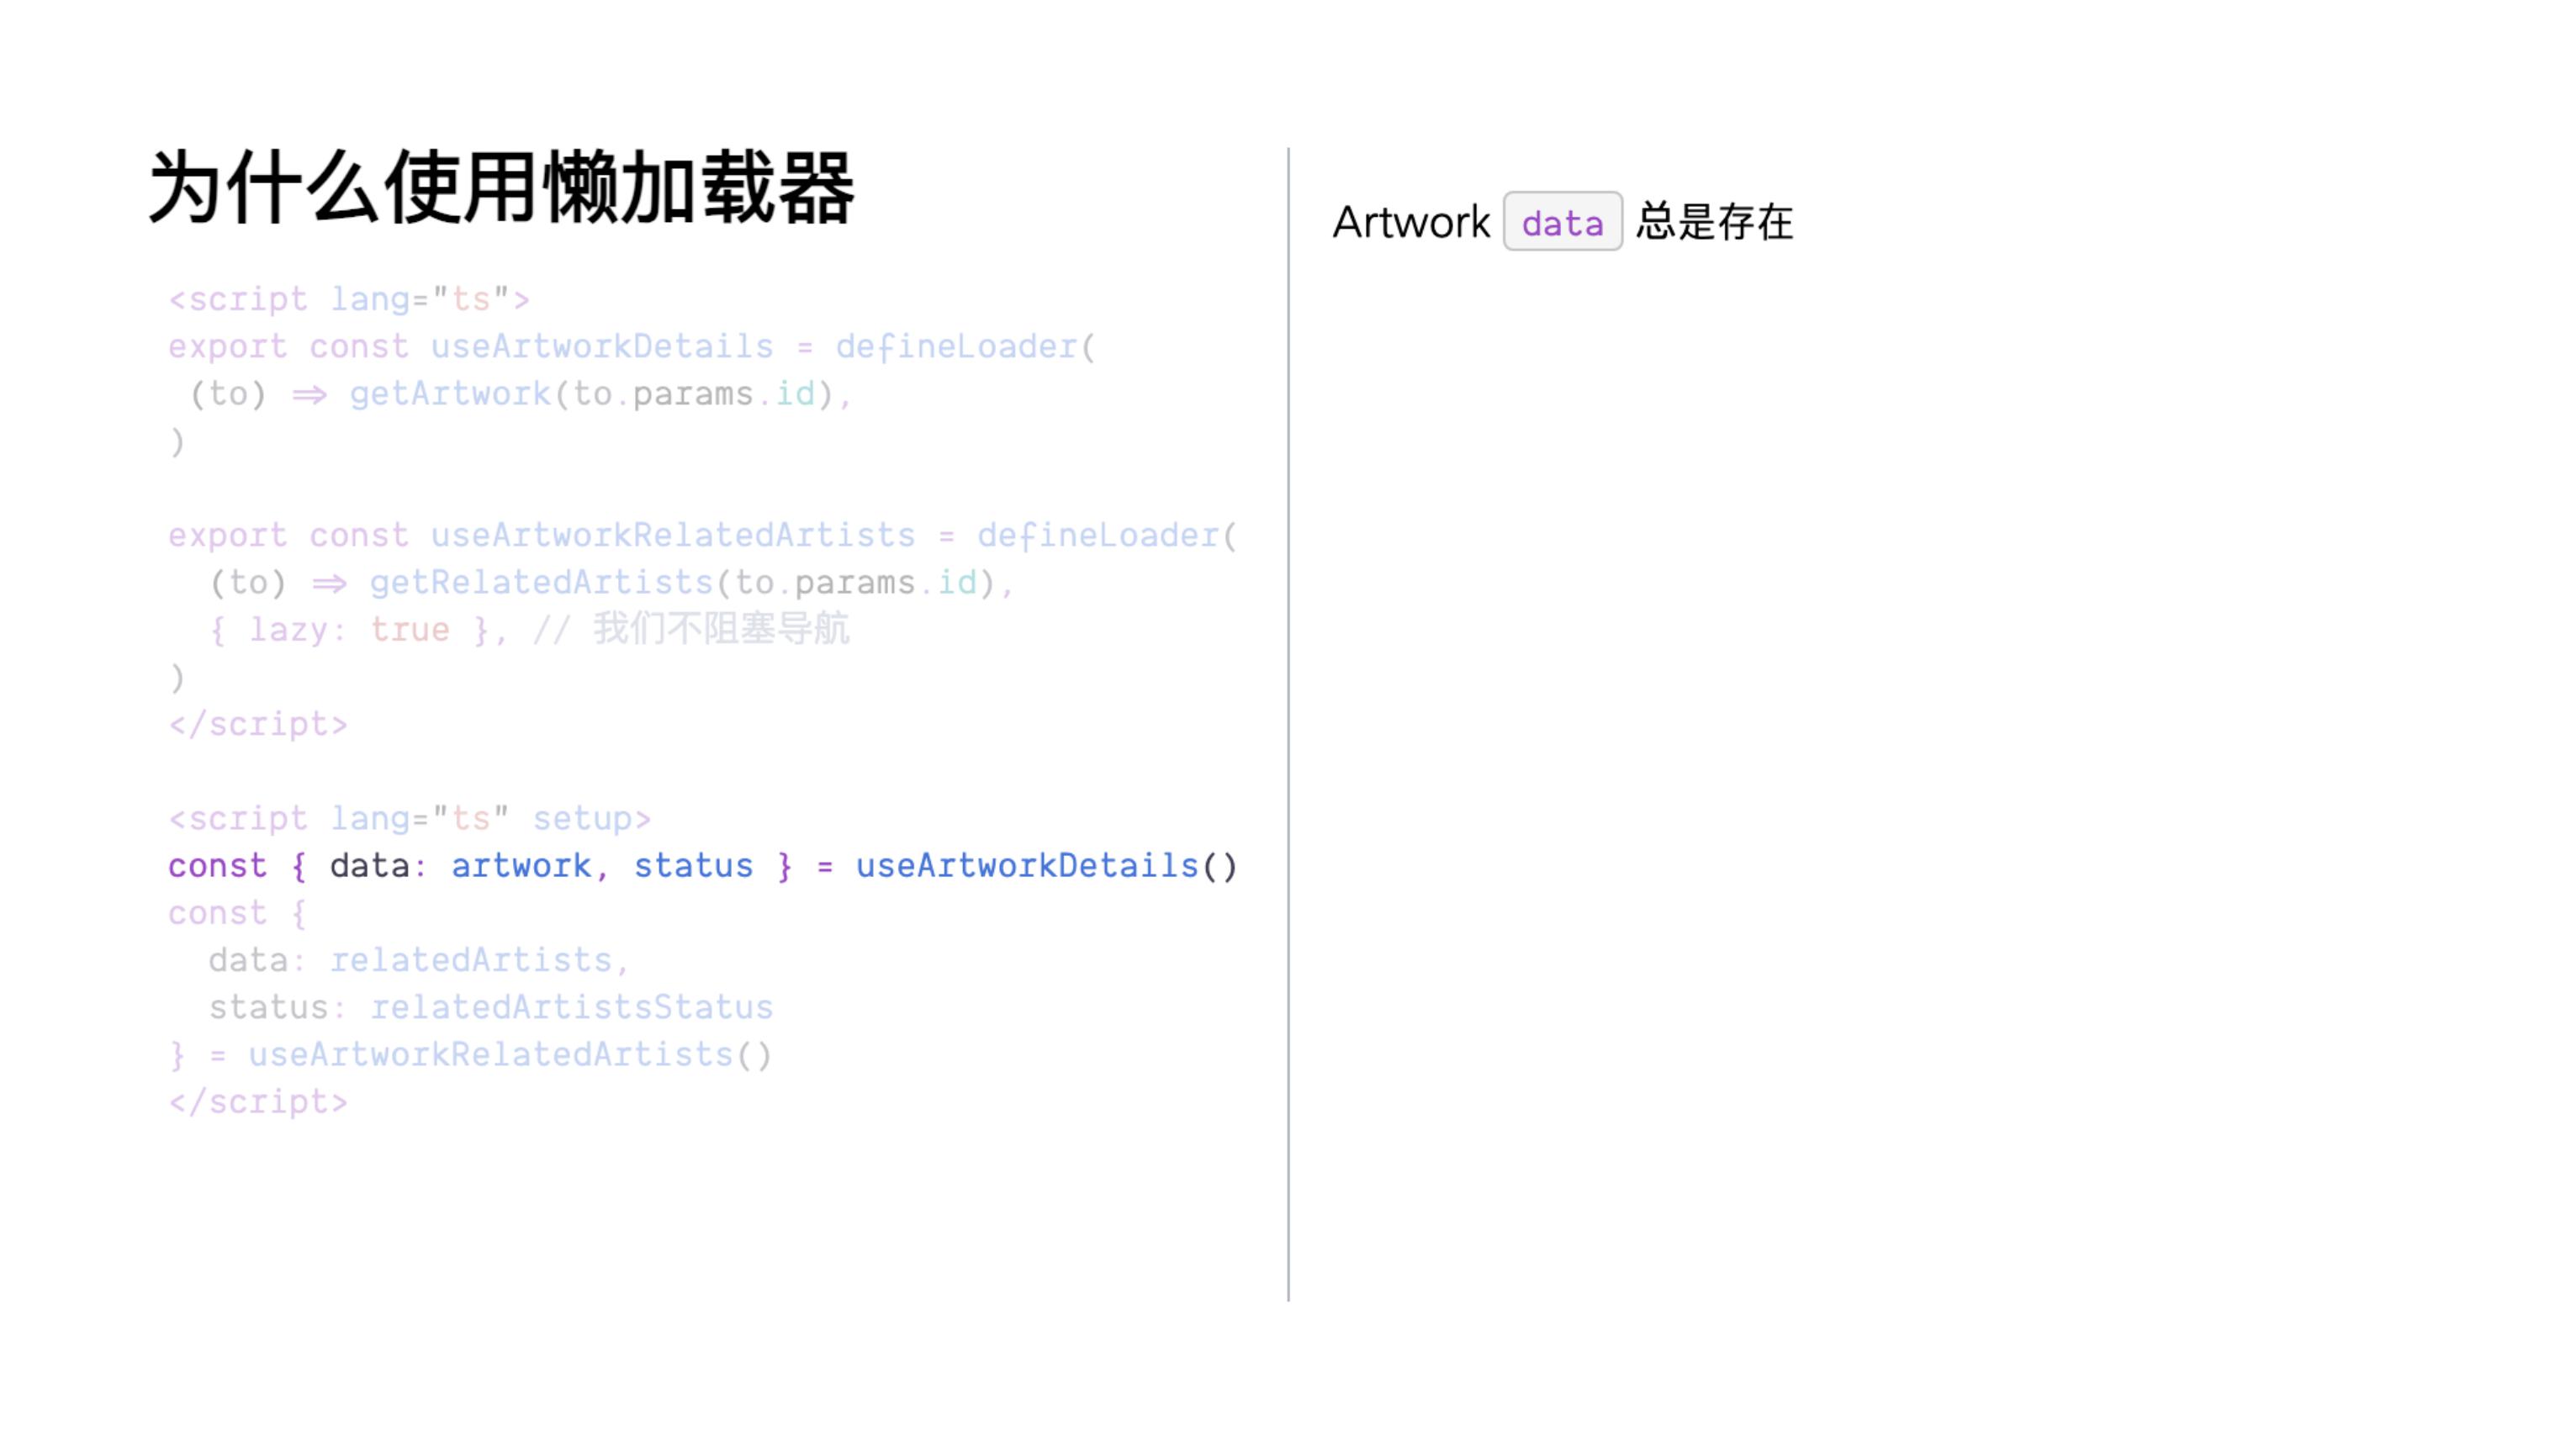 为什么使用懒加载器
<script lang="ts">
export const useArtworkDetails = defineLoader(
 (to) => getArtwork(to.params.id),
)
export const useArtworkRelatedArtists = defineLoader(
  (to) => getRelatedArtists(to.params.id),
  { lazy: true }, // 我们不阻塞导航
)
</script>
<script lang="ts" setup>
const { data: artwork, status } = useArtworkDetails()
const {
  data: relatedArtists,
  status: relatedArtistsStatus
} = useArtworkRelatedArtists()
</script>
Artwork data 总是存在